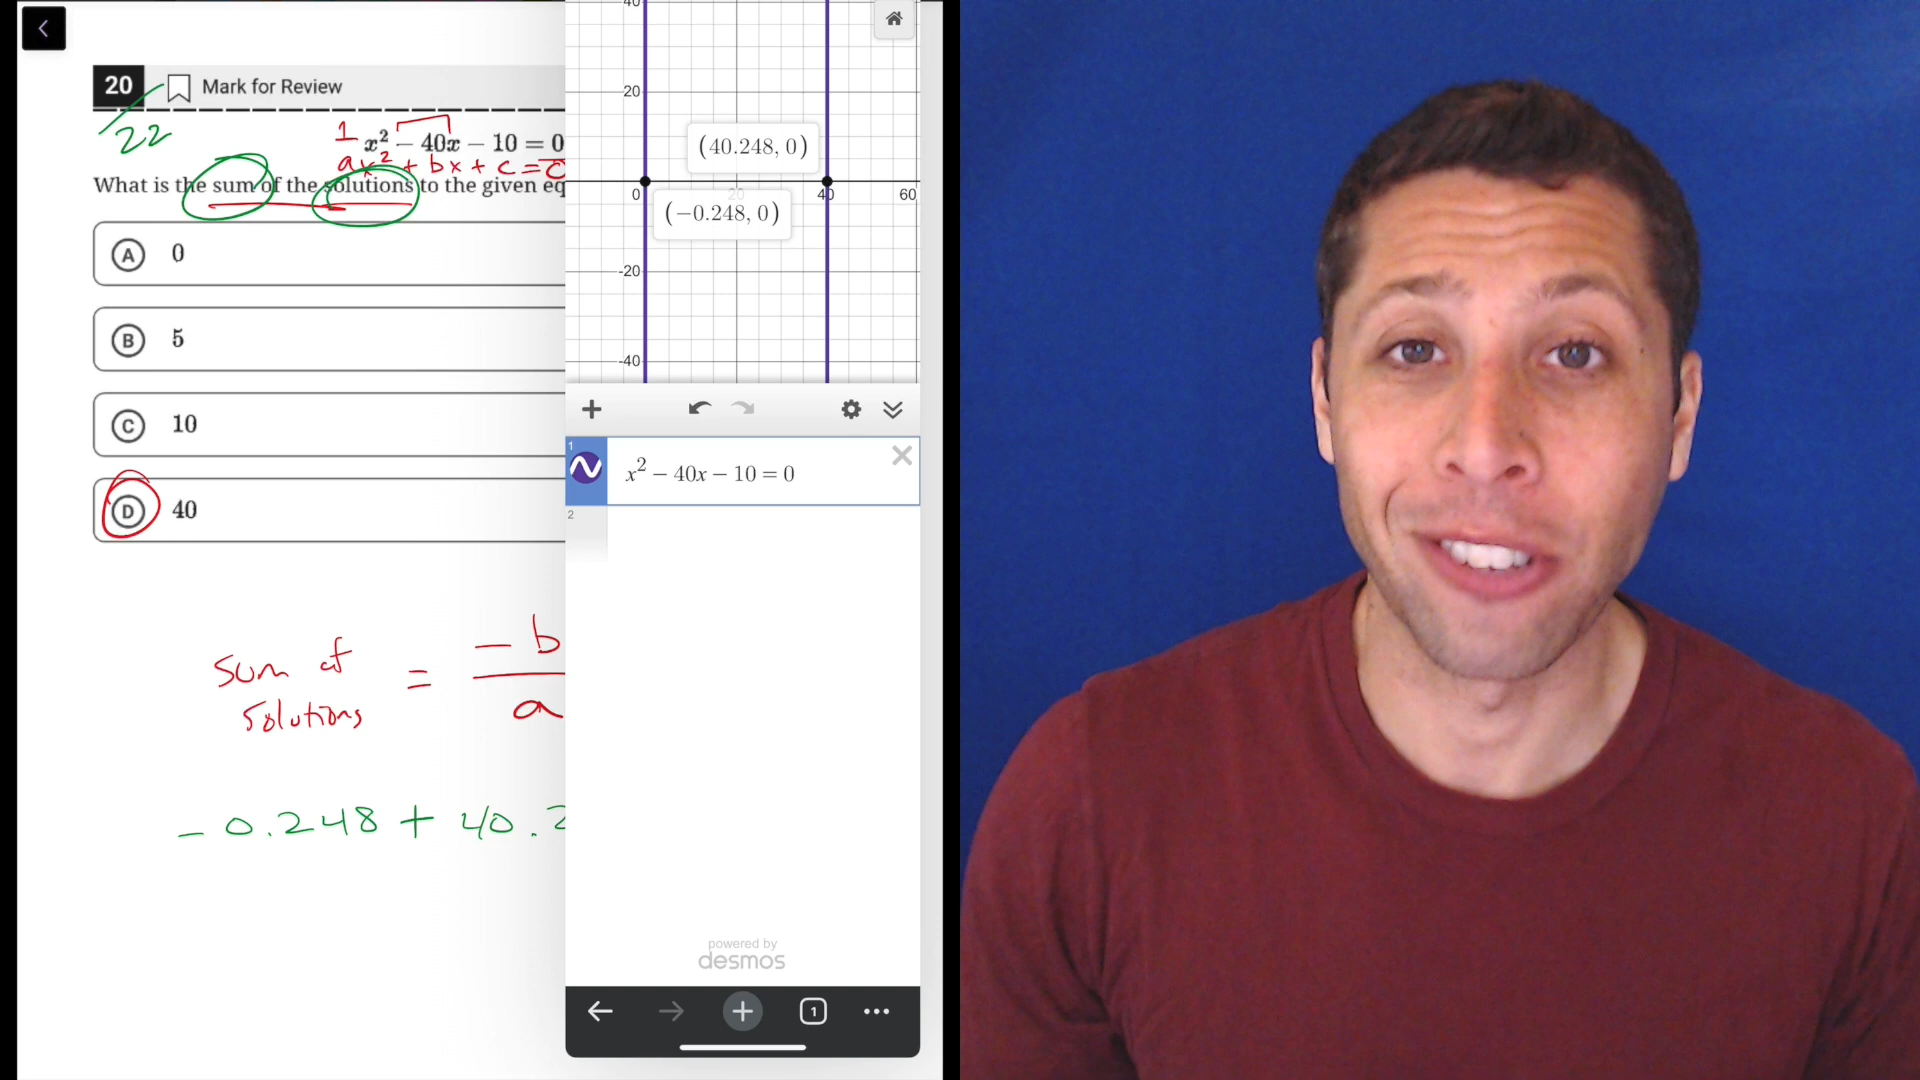 20 Mark for Review
/22
1
x² – 40x – 10 = 0
ax² + bx + c = 0
What is the sum of the solutions to the given eq
A 0
B 5
C 10
D 40
sum of solutions = –b/a
–0.248 + 40.2
40
20
(40.248, 0)
0 20 40 60
(−0.248, 0)
-20
-40
1
x² − 40x − 10 = 0
2
powered by
desmos
1